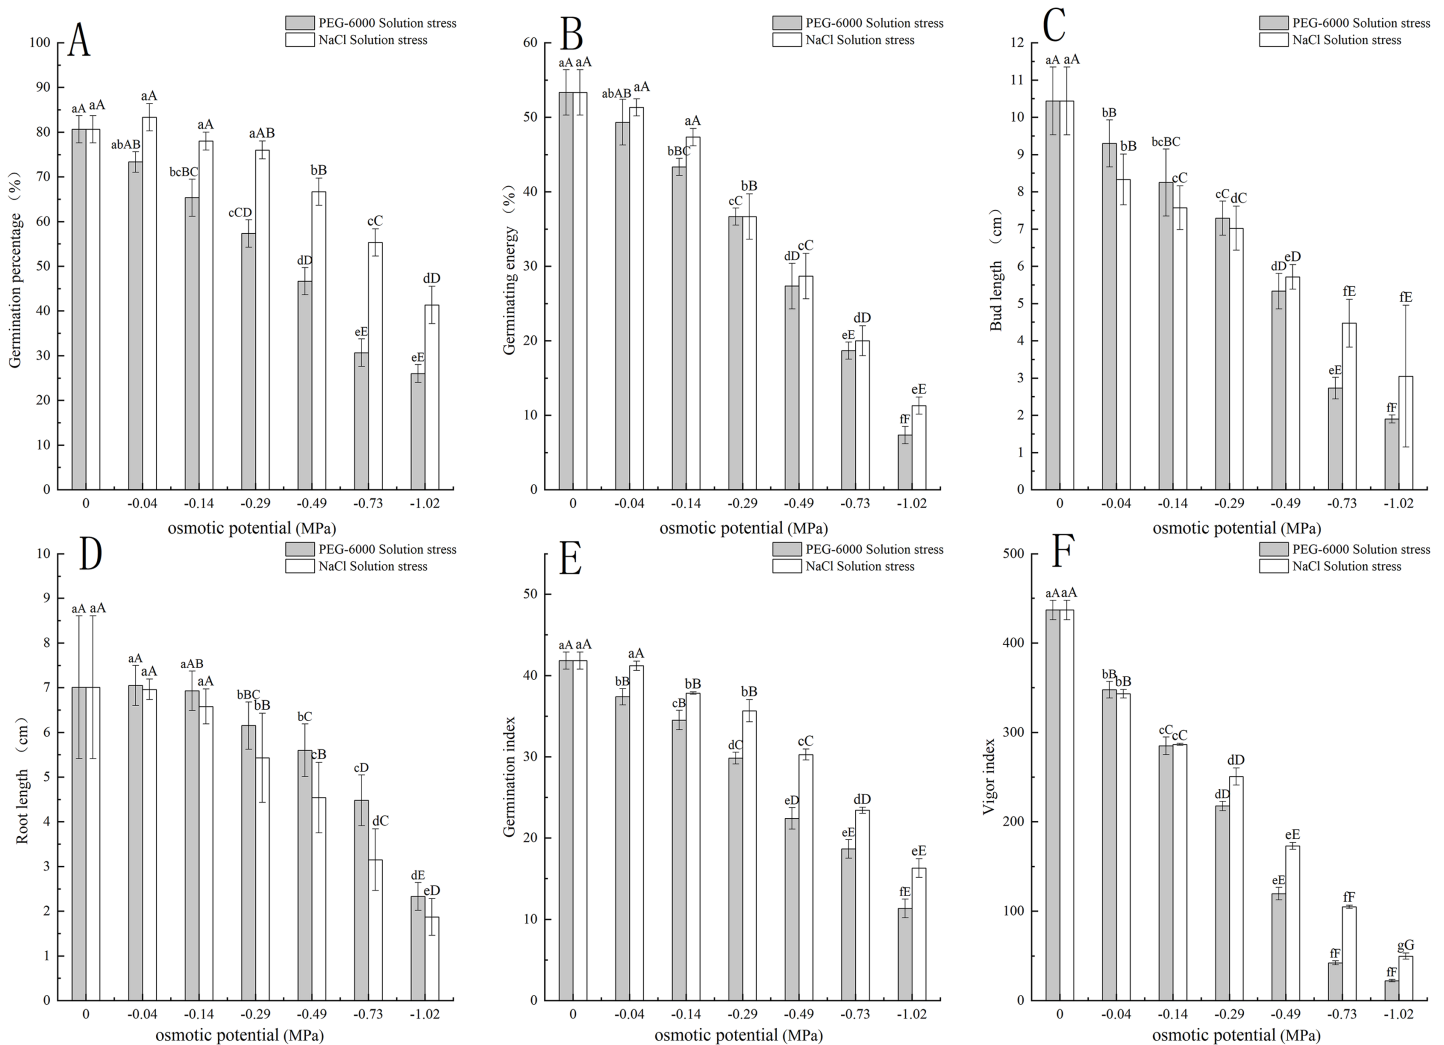 A
PEG-6000 Solution stress
NaCl Solution stress
Germination percentage （%）
100
90
80
70
60
50
40
30
20
10
0
aA aA
abAB aA
bcBC aA
cCD aAB
dD bB
eE cC
eE dD
0 -0.04 -0.14 -0.29 -0.49 -0.73 -1.02
osmotic potential (MPa)
B
PEG-6000 Solution stress
NaCl Solution stress
Germinating energy （%）
60
50
40
30
20
10
0
aA aA
abAB aA
bBC aA
cC bB
dD cC
eE dD
fF eE
0 -0.04 -0.14 -0.29 -0.49 -0.73 -1.02
osmotic potential (MPa)
C
PEG-6000 Solution stress
NaCl Solution stress
Bud length （cm）
12
11
10
9
8
7
6
5
4
3
2
1
0
aA aA
bB bB
bcBC cC
cC dC
dD eD
eE fE
fF fE
0 -0.04 -0.14 -0.29 -0.49 -0.73 -1.02
osmotic potential (MPa)
D
PEG-6000 Solution stress
NaCl Solution stress
Root length （cm）
10
9
8
7
6
5
4
3
2
1
0
aA aA
aA aA
aAB aA
bBC bB
bC cB
cD dC
dE eD
0 -0.04 -0.14 -0.29 -0.49 -0.73 -1.02
osmotic potential (MPa)
E
PEG-6000 Solution stress
NaCl Solution stress
Germination index
50
40
30
20
10
0
aA aA
bB aA
cB bB
dC bB
eD cC
eE dD
fE eE
0 -0.04 -0.14 -0.29 -0.49 -0.73 -1.02
osmotic potential (MPa)
F
PEG-6000 Solution stress
NaCl Solution stress
Vigor index
500
400
300
200
100
0
aA aA
bB bB
cC cC
dD dD
eE eE
fF fF
fF gG
0 -0.04 -0.14 -0.29 -0.49 -0.73 -1.02
osmotic potential (MPa)